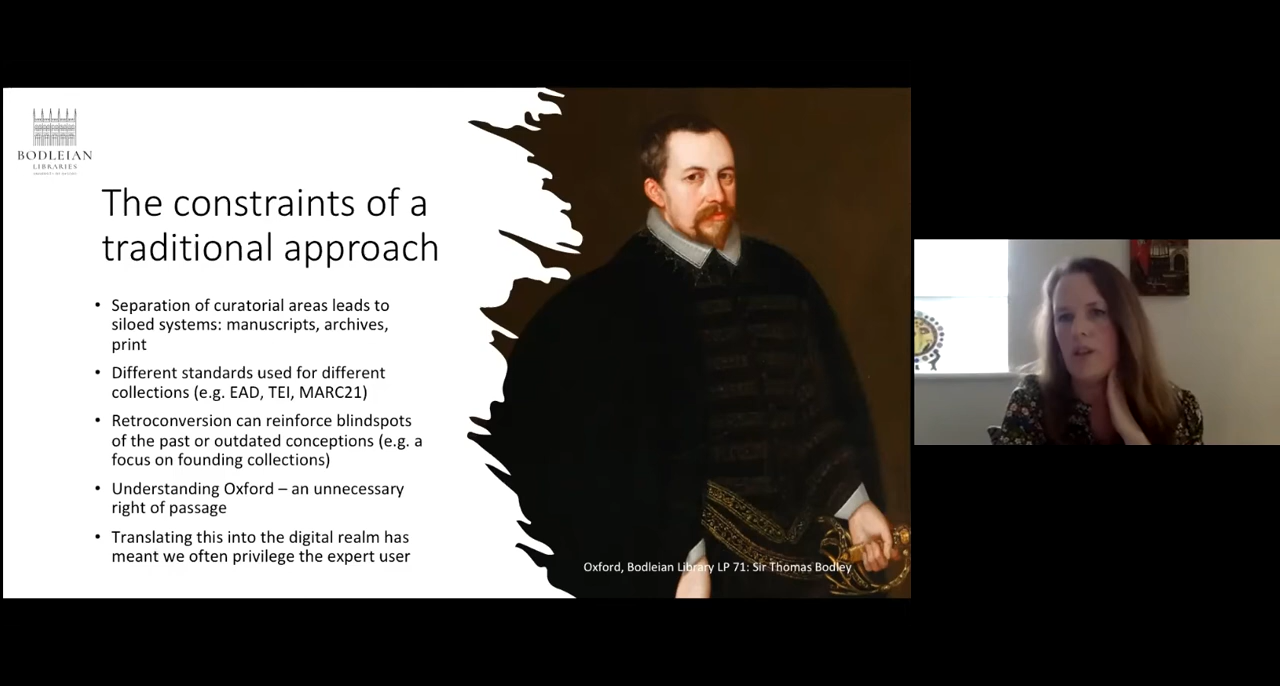 BODLEIAN
LIBRARIES
The constraints of a
traditional approach
• Separation of curatorial areas leads to
siloed systems: manuscripts, archives,
print
• Different standards used for different
collections (e.g. EAD, TEI, MARC21)
• Retroconversion can reinforce blindspots
of the past or outdated conceptions (e.g. a
focus on founding collections)
• Understanding Oxford – an unnecessary
right of passage
• Translating this into the digital realm has
meant we often privilege the expert user
Oxford, Bodleian Library LP 71: Sir Thomas Bodley